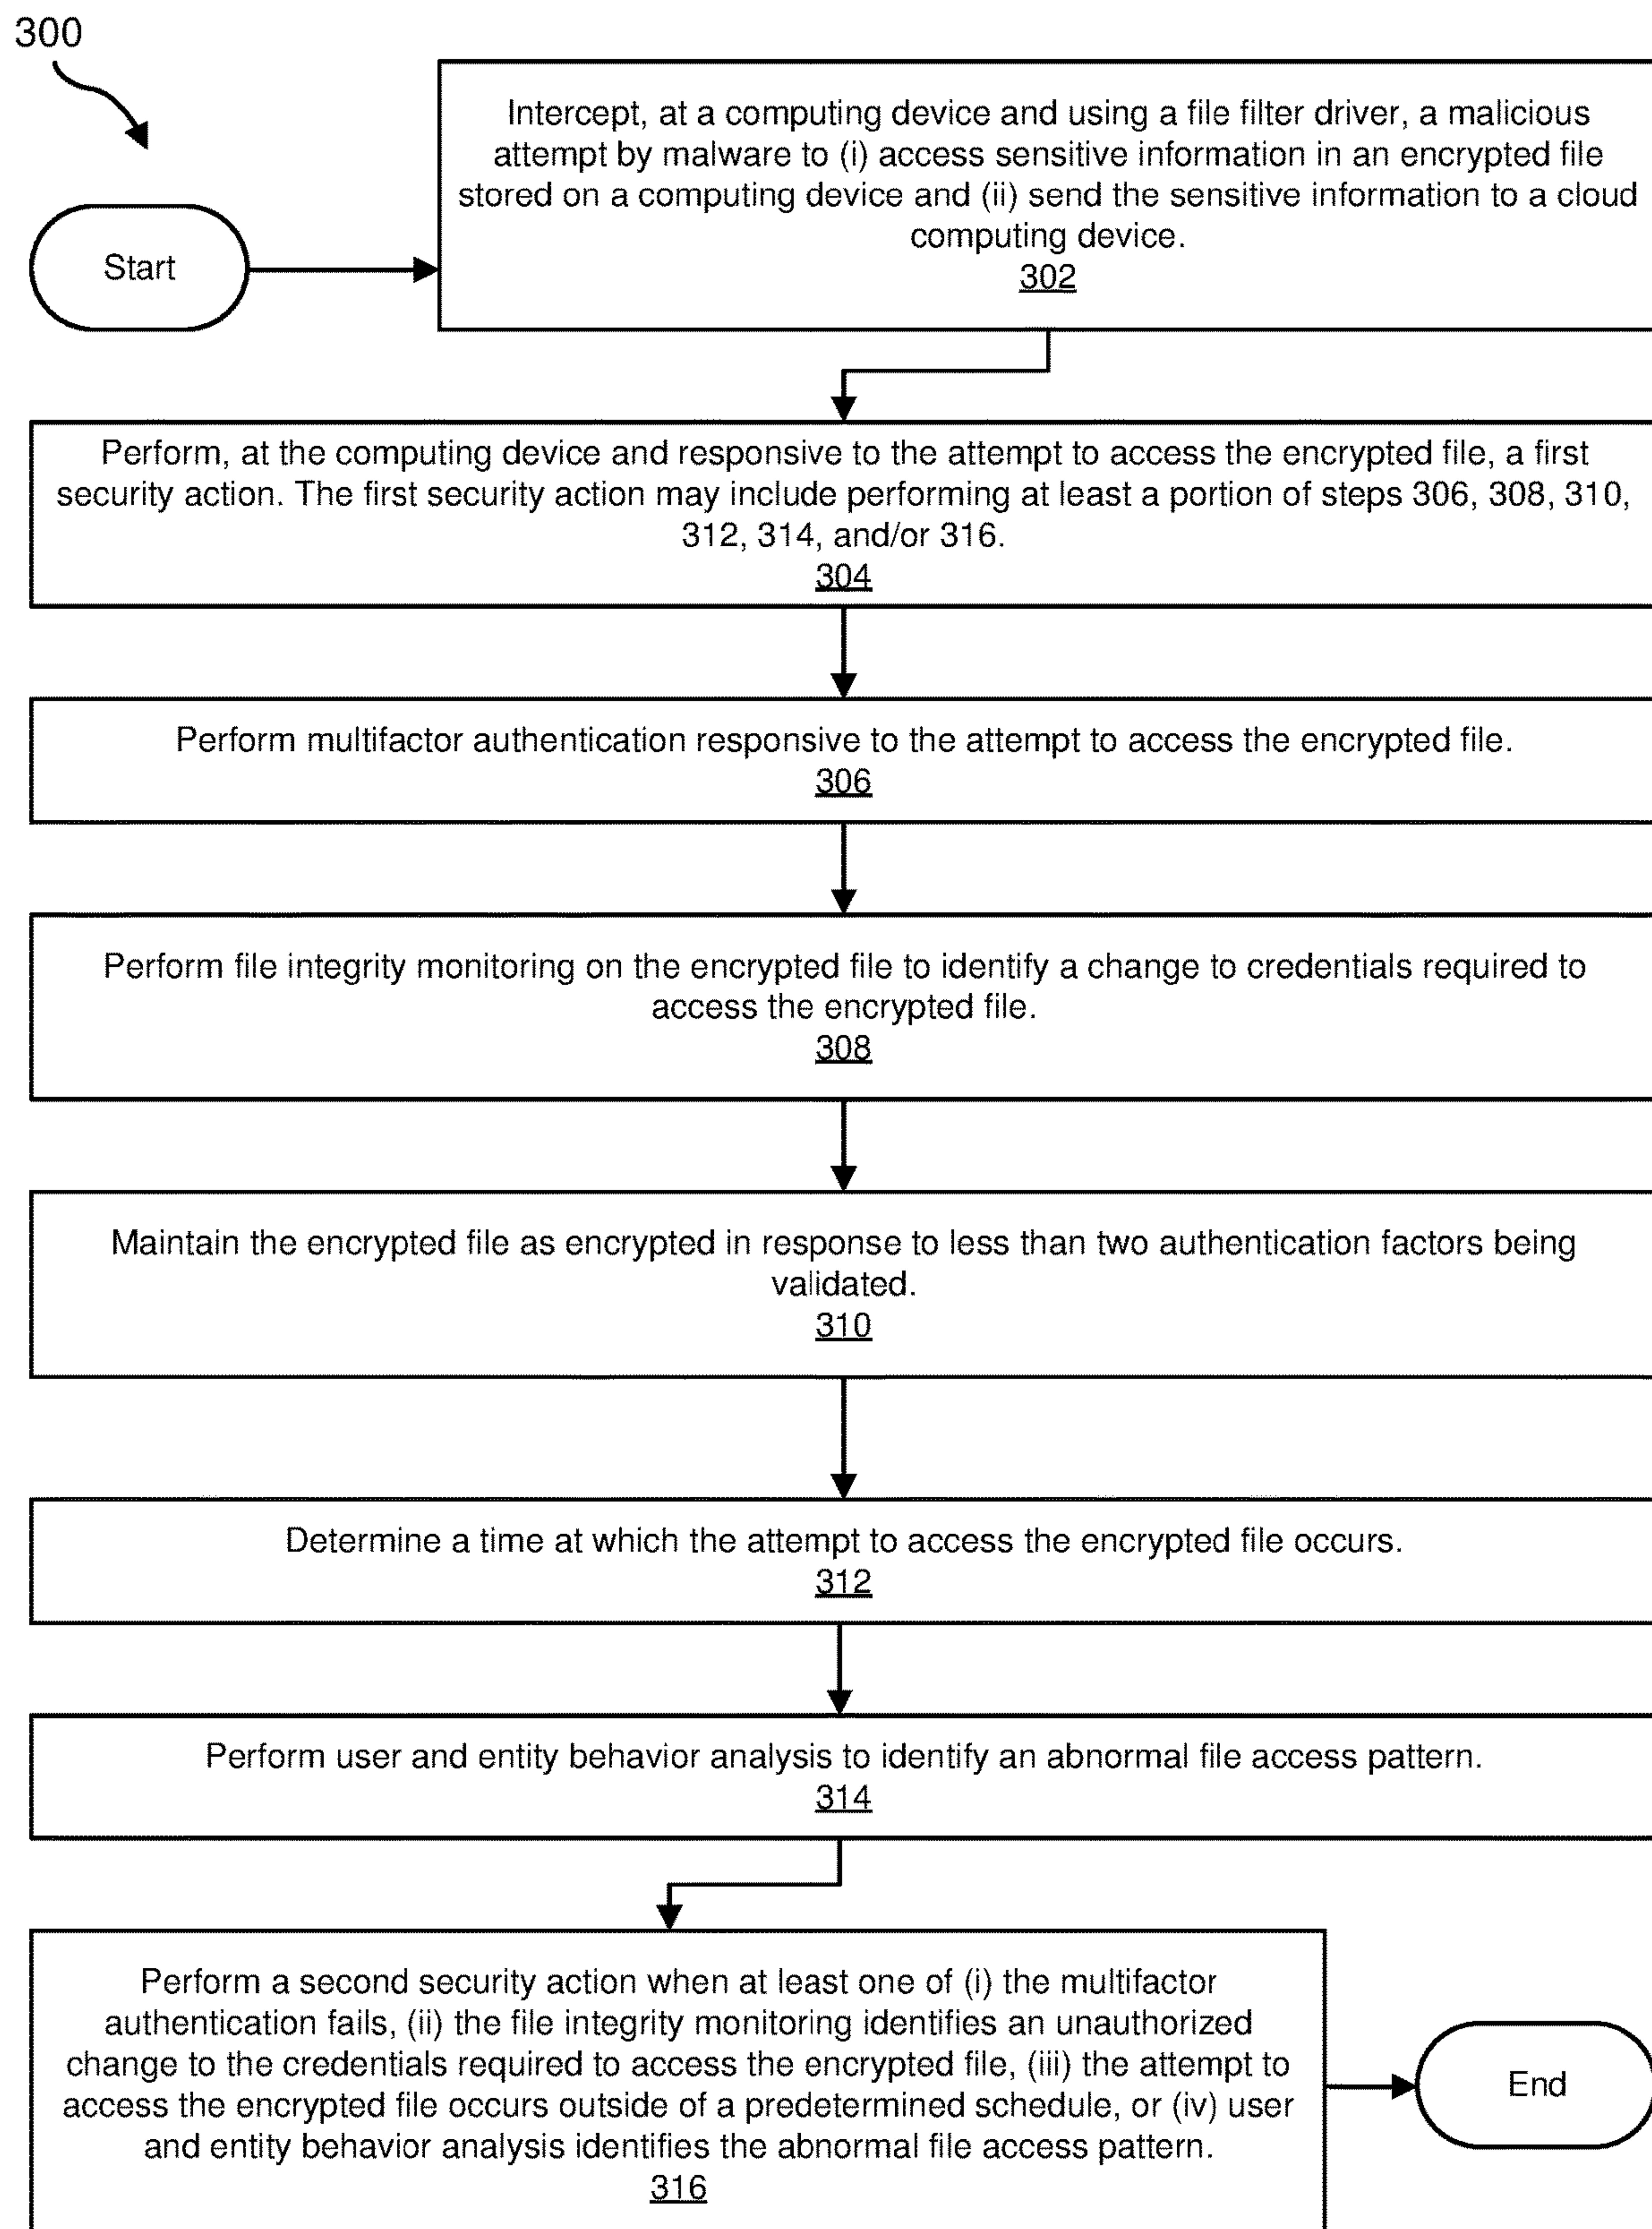 300
Intercept, at a computing device and using a file filter driver, a malicious
attempt by malware to (i) access sensitive information in an encrypted file
stored on a computing device and (ii) send the sensitive information to a cloud
computing device.
302
Start
Perform, at the computing device and responsive to the attempt to access the encrypted file, a first
security action. The first security action may include performing at least a portion of steps 306, 308, 310,
312, 314, and/or 316.
304
Perform multifactor authentication responsive to the attempt to access the encrypted file.
306
Perform file integrity monitoring on the encrypted file to identify a change to credentials required to
access the encrypted file.
308
Maintain the encrypted file as encrypted in response to less than two authentication factors being
validated.
310
Determine a time at which the attempt to access the encrypted file occurs.
312
Perform user and entity behavior analysis to identify an abnormal file access pattern.
314
Perform a second security action when at least one of (i) the multifactor
authentication fails, (ii) the file integrity monitoring identifies an unauthorized
change to the credentials required to access the encrypted file, (iii) the attempt to
access the encrypted file occurs outside of a predetermined schedule, or (iv) user
and entity behavior analysis identifies the abnormal file access pattern.
316
End